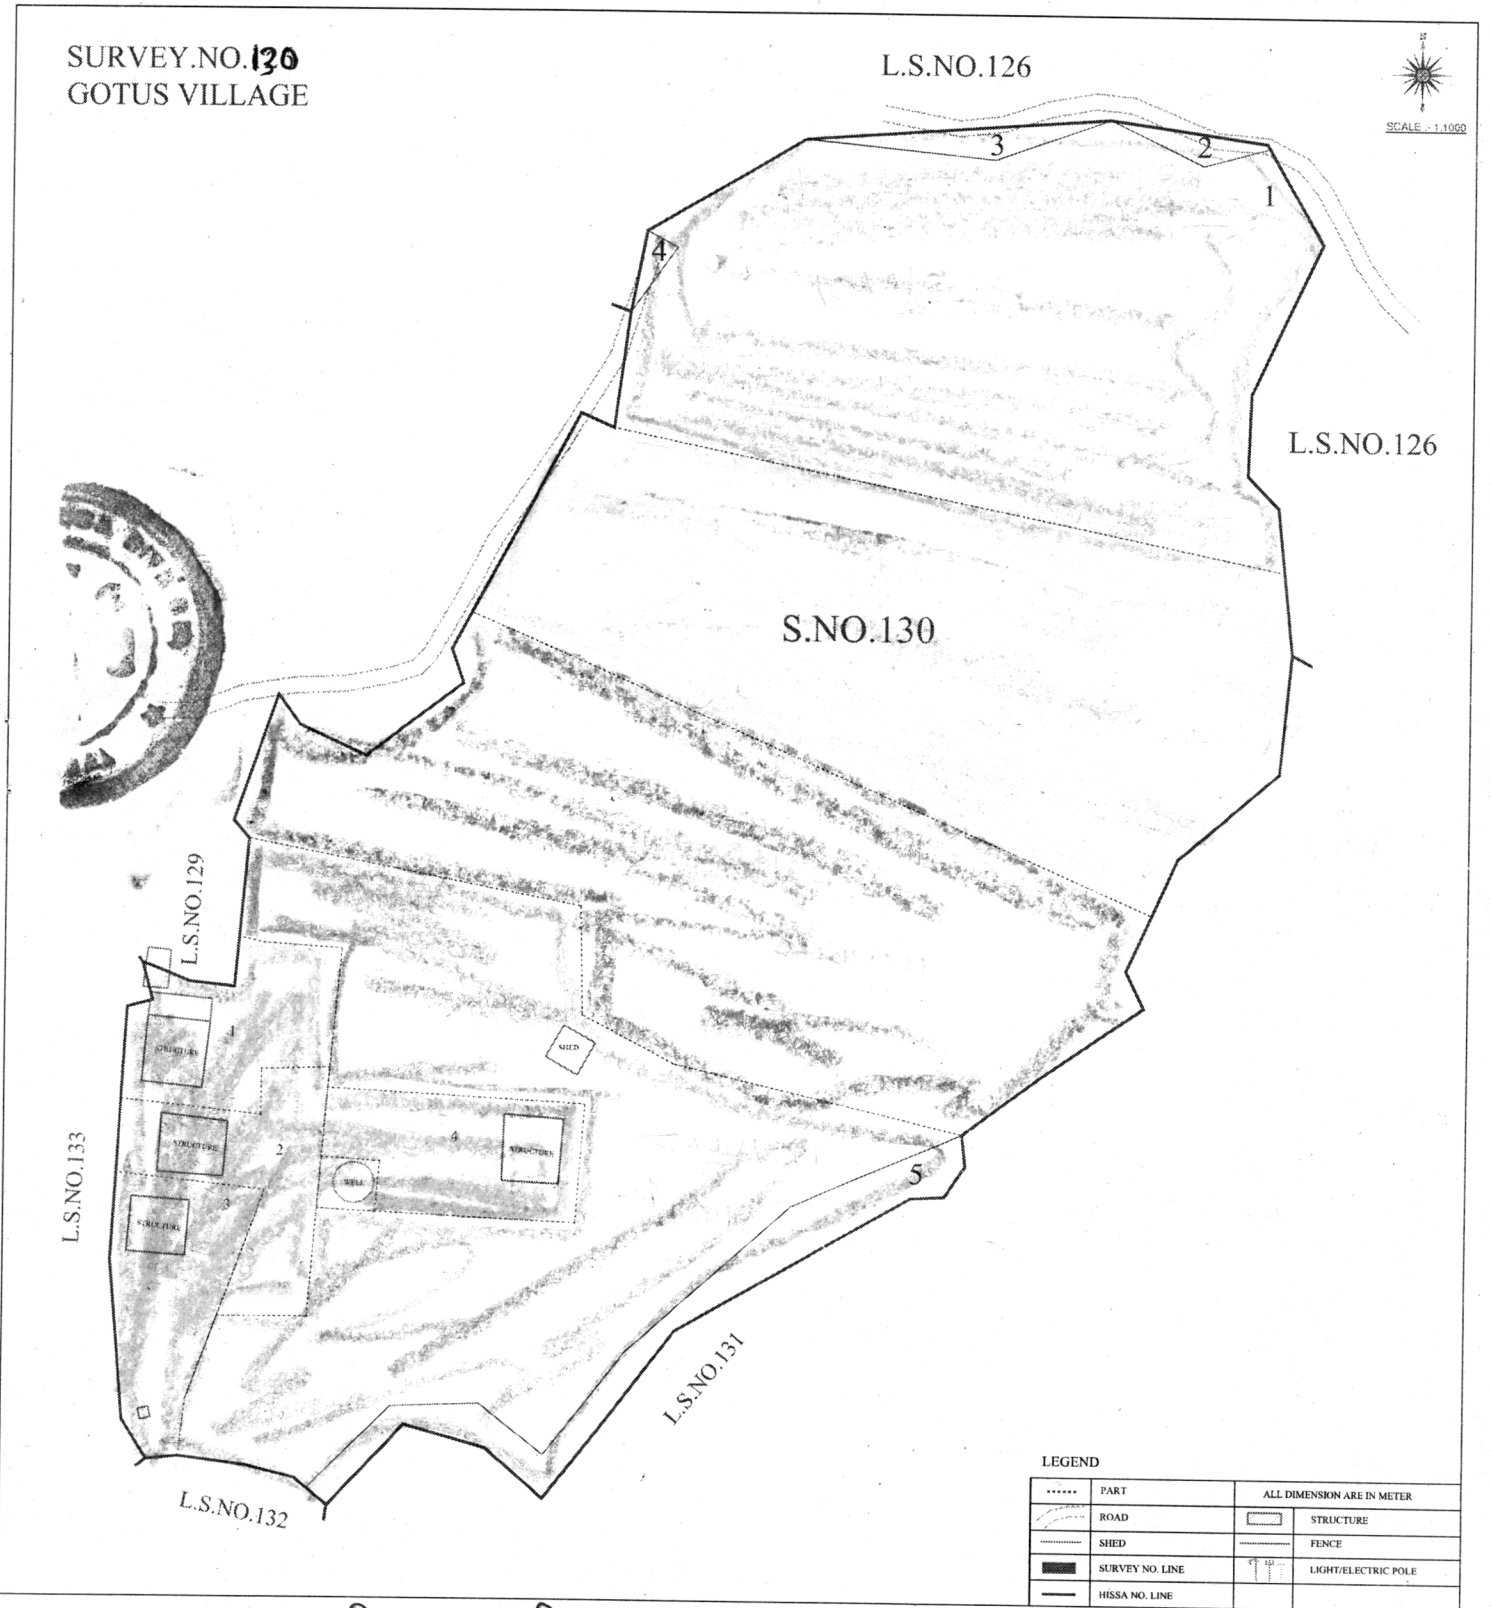 SURVEY.NO.130
GOTUS VILLAGE
L.S.NO.126
N
SCALE :- 1:1000
3
2
1
4
L.S.NO.126
S.NO.130
L.S.NO.129
1
STRUCTURE
SHED
L.S.NO.133
STRUCTURE
2
4
STRUCTURE
WELL
5
3
STRUCTURE
L.S.NO.131
L.S.NO.132
LEGEND
PART
ALL DIMENSION ARE IN METER
ROAD
STRUCTURE
SHED
FENCE
SURVEY NO. LINE
LIGHT/ELECTRIC POLE
HISSA NO. LINE